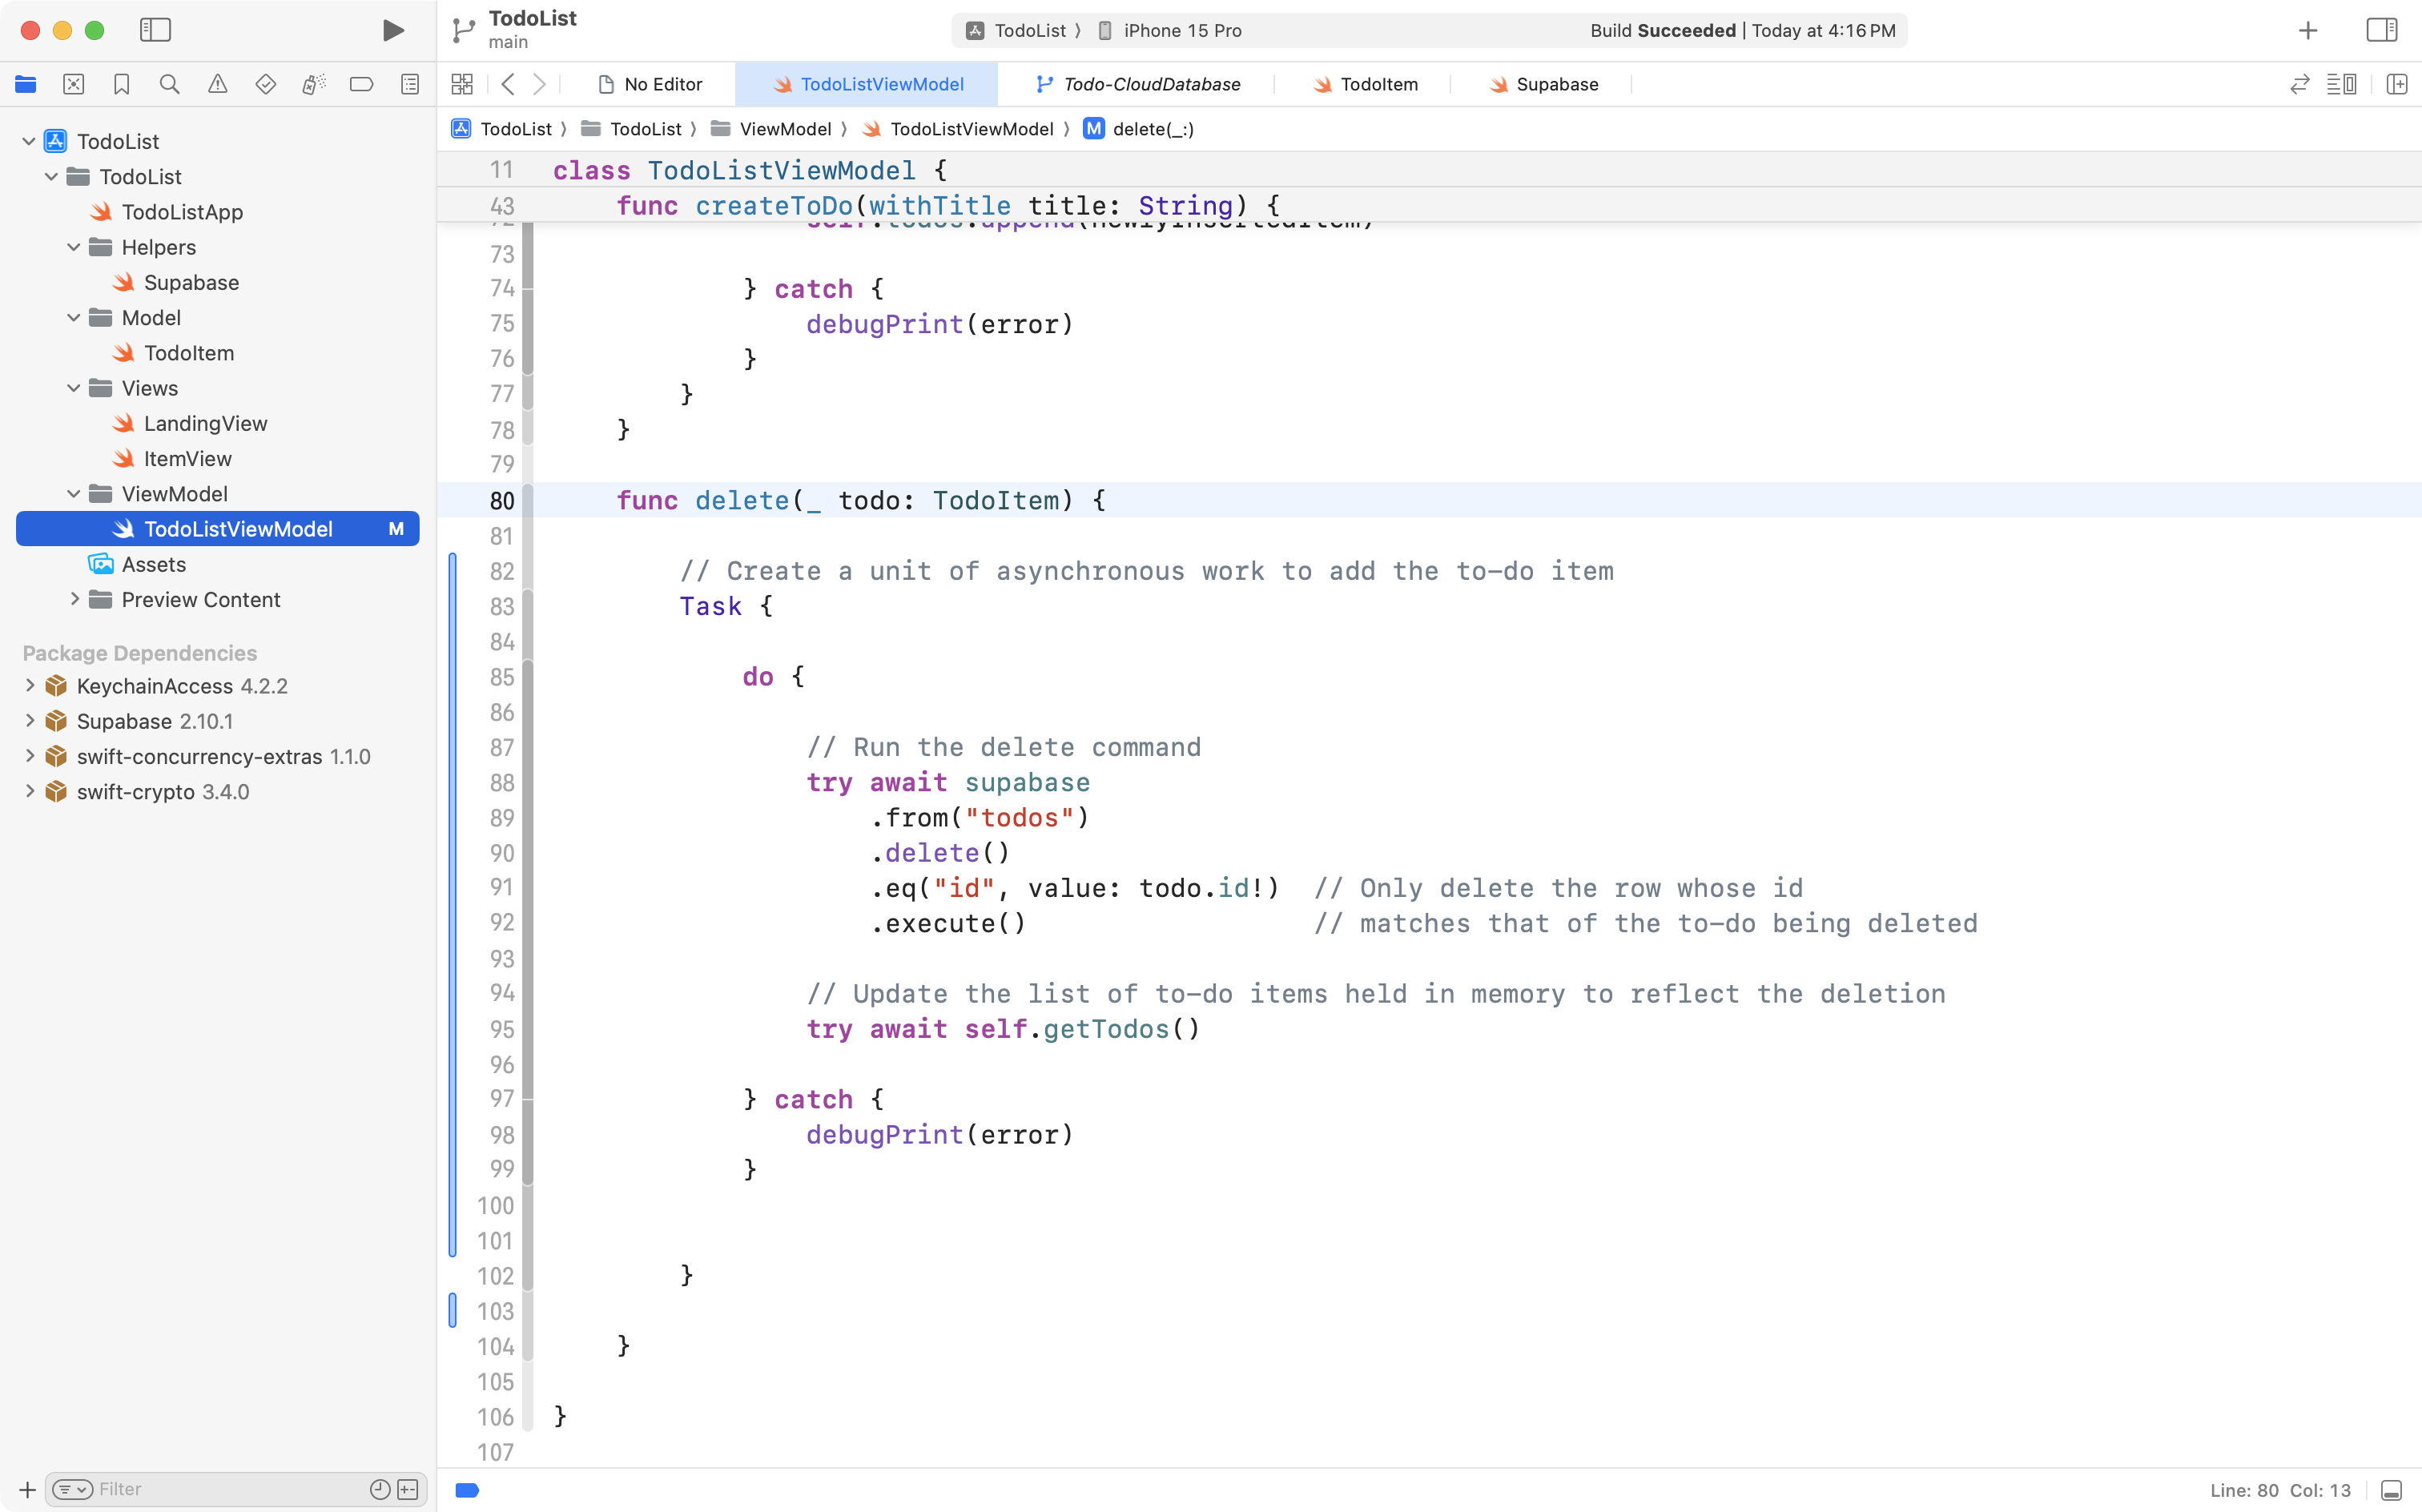 TodoList
main
TodoList ⟩ iPhone 15 Pro
Build Succeeded | Today at 4:16 PM
No Editor
TodoListViewModel
Todo-CloudDatabase
TodoItem
Supabase
TodoList ⟩ TodoList ⟩ ViewModel ⟩ TodoListViewModel ⟩ M delete(_:)
TodoList
TodoList
TodoListApp
Helpers
Supabase
Model
TodoItem
Views
LandingView
ItemView
ViewModel
TodoListViewModel M
Assets
Preview Content
Package Dependencies
KeychainAccess 4.2.2
Supabase 2.10.1
swift-concurrency-extras 1.1.0
swift-crypto 3.4.0
Filter
11 class TodoListViewModel {
43 func createToDo(withTitle title: String) {
72 self.todos.append(newlyInsertedItem)
73
74 } catch {
75 debugPrint(error)
76 }
77 }
78 }
79
80 func delete(_ todo: TodoItem) {
81
82 // Create a unit of asynchronous work to add the to-do item
83 Task {
84
85 do {
86
87 // Run the delete command
88 try await supabase
89 .from("todos")
90 .delete()
91 .eq("id", value: todo.id!) // Only delete the row whose id
92 .execute() // matches that of the to-do being deleted
93
94 // Update the list of to-do items held in memory to reflect the deletion
95 try await self.getTodos()
96
97 } catch {
98 debugPrint(error)
99 }
100
101
102 }
103
104 }
105
106 }
107
Line: 80 Col: 13